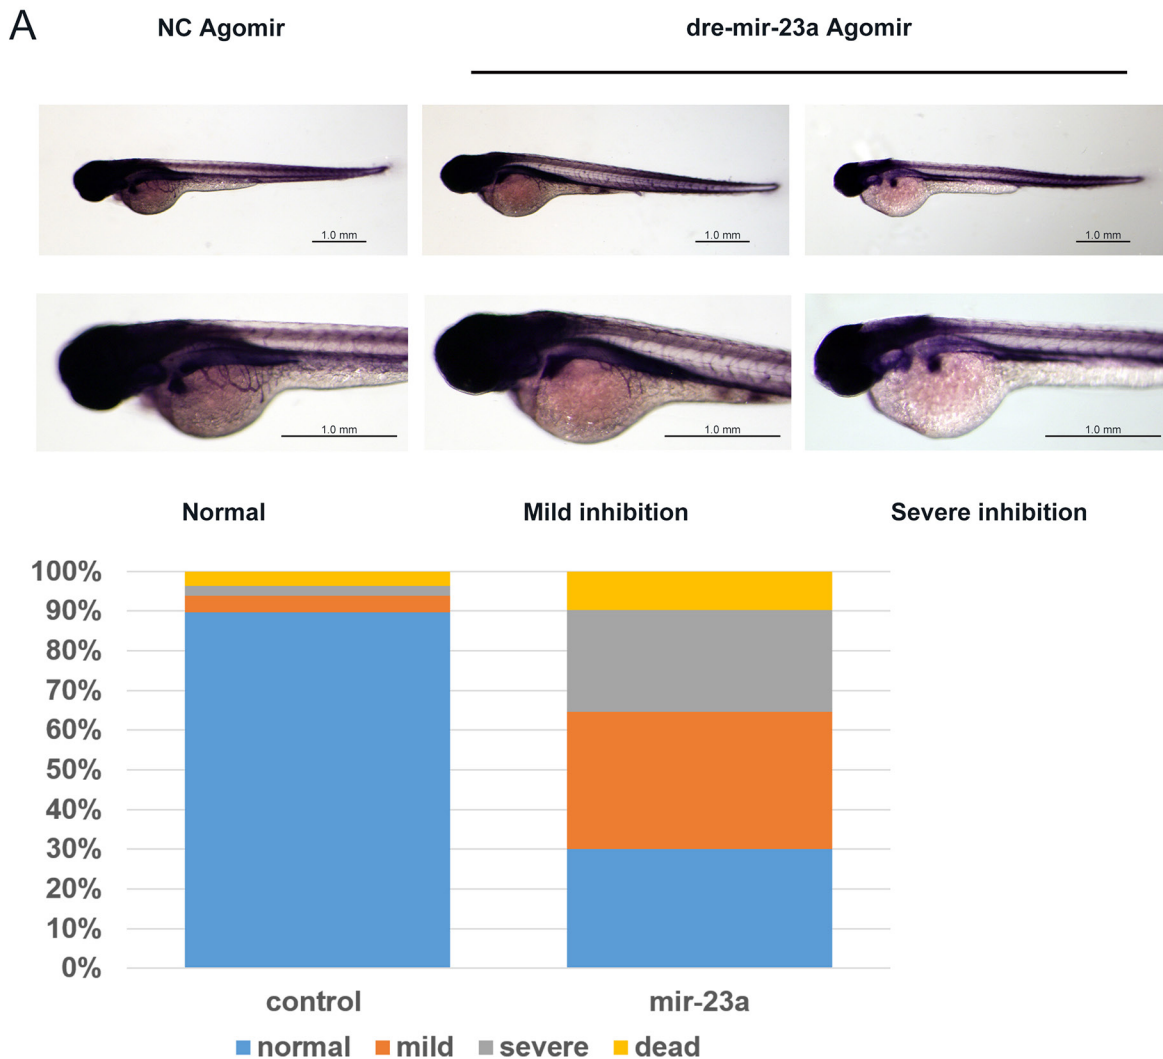 A
NC Agomir
dre-mir-23a Agomir
1.0 mm
1.0 mm
1.0 mm
1.0 mm
1.0 mm
1.0 mm
Normal
Mild inhibition
Severe inhibition
100%
90%
80%
70%
60%
50%
40%
30%
20%
10%
0%
control
mir-23a
normal mild severe dead